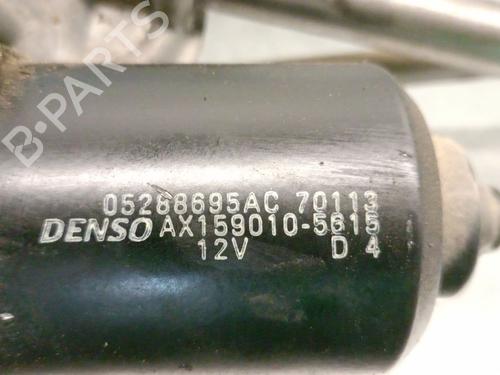 B-PARTS
05288695AC 70113
DENSO AX159010-5615
12V D 4